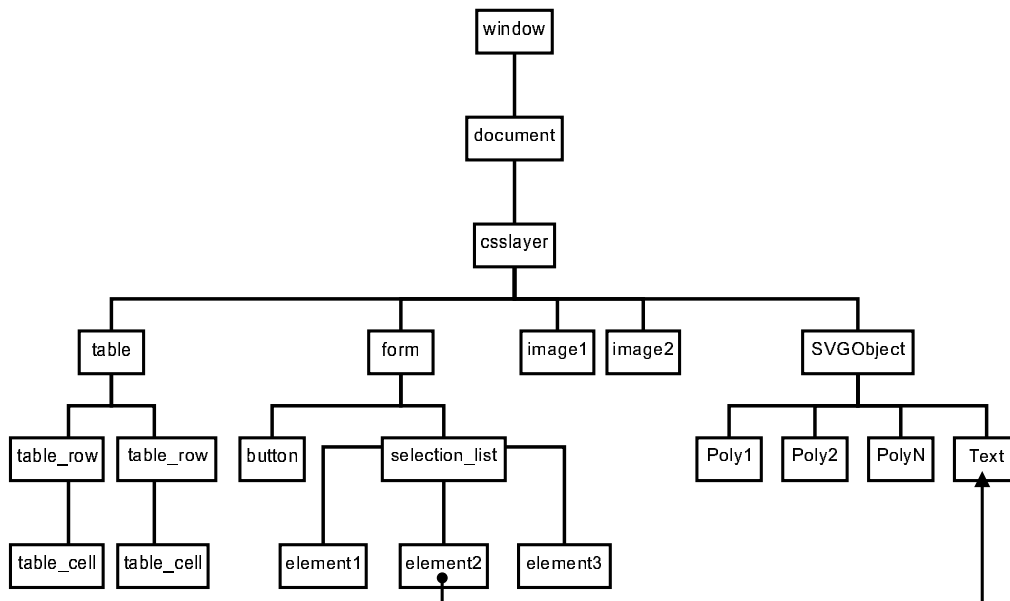 window
document
csslayer
table
form
image1
image2
SVGObject
table_row
table_row
button
selection_list
Poly1
Poly2
PolyN
Text
table_cell
table_cell
element1
element2
element3